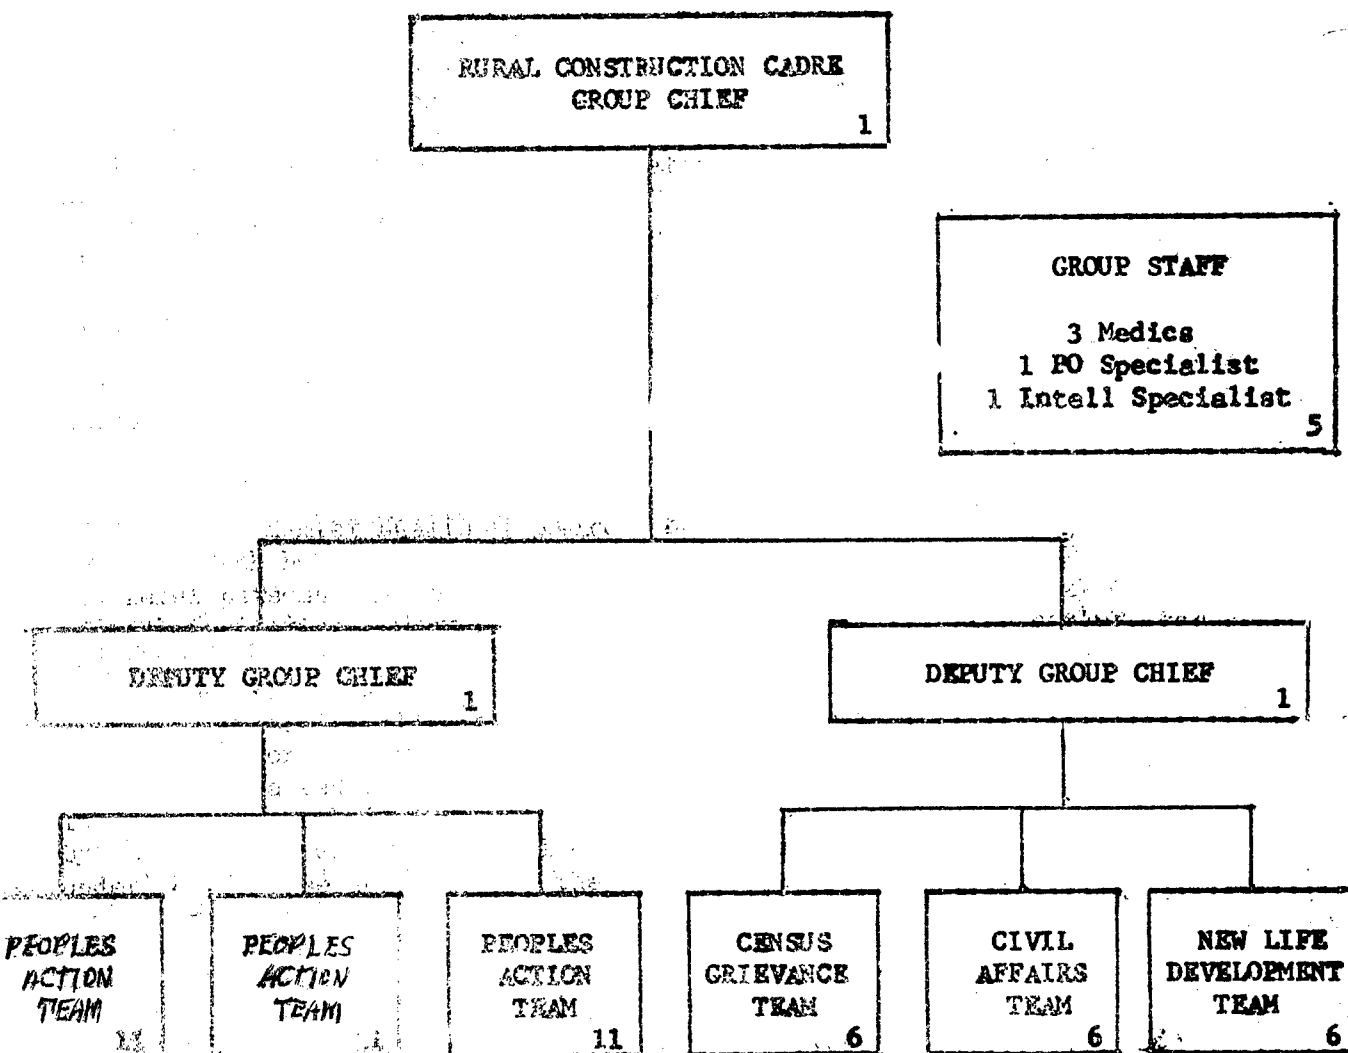 RURAL CONSTRUCTION CADRE
GROUP CHIEF
1
GROUP STAFF
3 Medics
1 PO Specialist
1 Intell Specialist
5
DEPUTY GROUP CHIEF
1
DEPUTY GROUP CHIEF
1
PEOPLES
ACTION
TEAM
PEOPLES
ACTION
TEAM
PEOPLES
ACTION
TEAM
11
CENSUS
GRIEVANCE
TEAM
6
CIVIL
AFFAIRS
TEAM
6
NEW LIFE
DEVELOPMENT
TEAM
6